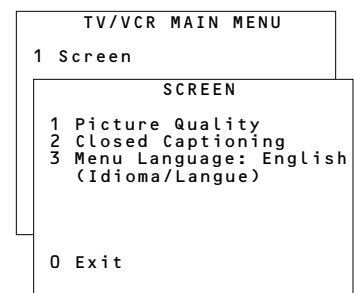 TV/VCR MAIN MENU
1 Screen
SCREEN
1 Picture Quality
2 Closed Captioning
3 Menu Language: English
(Idioma/Langue)
0 Exit